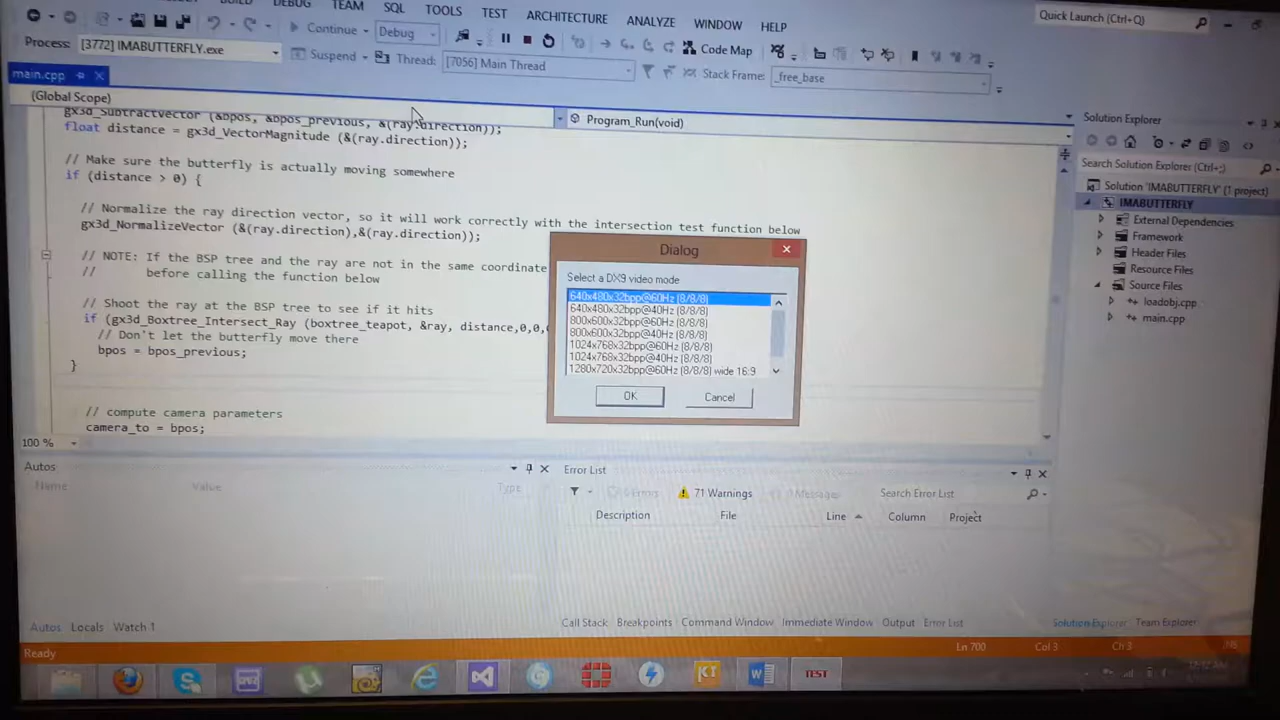 DEBUG TEAM SQL TOOLS TEST ARCHITECTURE ANALYZE WINDOW HELP
Quick Launch (Ctrl+Q)
Continue Debug Code Map
Process: [3772] IMABUTTERFLY.exe Suspend Thread: [7056] Main Thread Stack Frame: _free_base
main.cpp
(Global Scope) Program_Run(void)
gx3d_SubtractVector (&bpos, &bpos_previous, &(ray.direction));
float distance = gx3d_VectorMagnitude (&(ray.direction));
// Make sure the butterfly is actually moving somewhere
if (distance > 0) {
// Normalize the ray direction vector, so it will work correctly with the intersection test function below
gx3d_NormalizeVector (&(ray.direction),&(ray.direction));
// NOTE: If the BSP tree and the ray are not in the same coordinate
// before calling the function below
// Shoot the ray at the BSP tree to see if it hits
if (gx3d_Boxtree_Intersect_Ray (boxtree_teapot, &ray, distance,0,0,
// Don't let the butterfly move there
bpos = bpos_previous;
}
// compute camera parameters
camera_to = bpos;
100 %
Dialog
Select a DX9 video mode
640x480x32bpp@60Hz (8/8/8)
640x480x32bpp@40Hz (8/8/8)
800x600x32bpp@60Hz (8/8/8)
800x600x32bpp@40Hz (8/8/8)
1024x768x32bpp@60Hz (8/8/8)
1024x768x32bpp@40Hz (8/8/8)
1280x720x32bpp@60Hz (8/8/8) wide 16:9
OK Cancel
Solution Explorer
Search Solution Explorer (Ctrl+;)
Solution 'IMABUTTERFLY' (1 project)
IMABUTTERFLY
External Dependencies
Framework
Header Files
Resource Files
Source Files
loadobj.cpp
main.cpp
Autos
Name Value Type
Error List
71 Warnings Search Error List
Description File Line Column Project
Autos Locals Watch 1
Call Stack Breakpoints Command Window Immediate Window Output Error List
Solution Explorer Team Explorer
Ready Ln 700 Col 3 Ch 3 INS
KT TEST